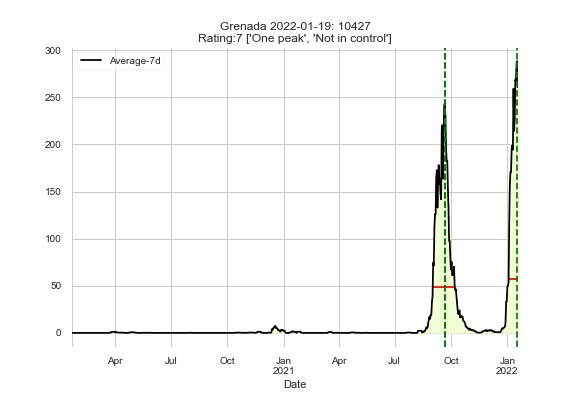 Grenada 2022-01-19: 10427
Rating:7 ['One peak', 'Not in control']
Average-7d
300
250
200
150
100
50
0
Apr
Jul
Oct
Jan
2021
Apr
Jul
Oct
Jan
2022
Date